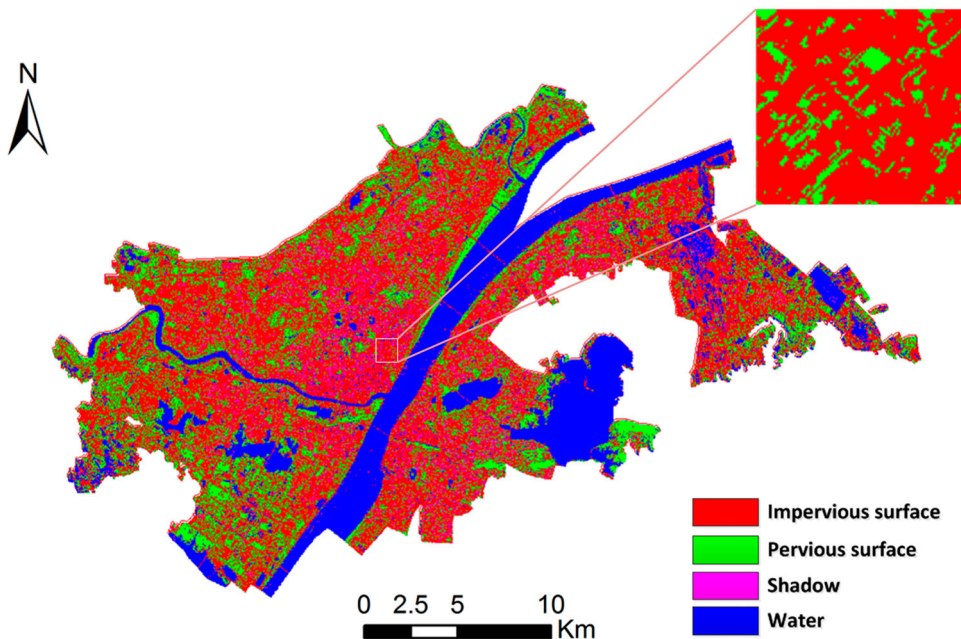 N
Impervious surface
Pervious surface
Shadow
Water
0 2.5 5 10
Km